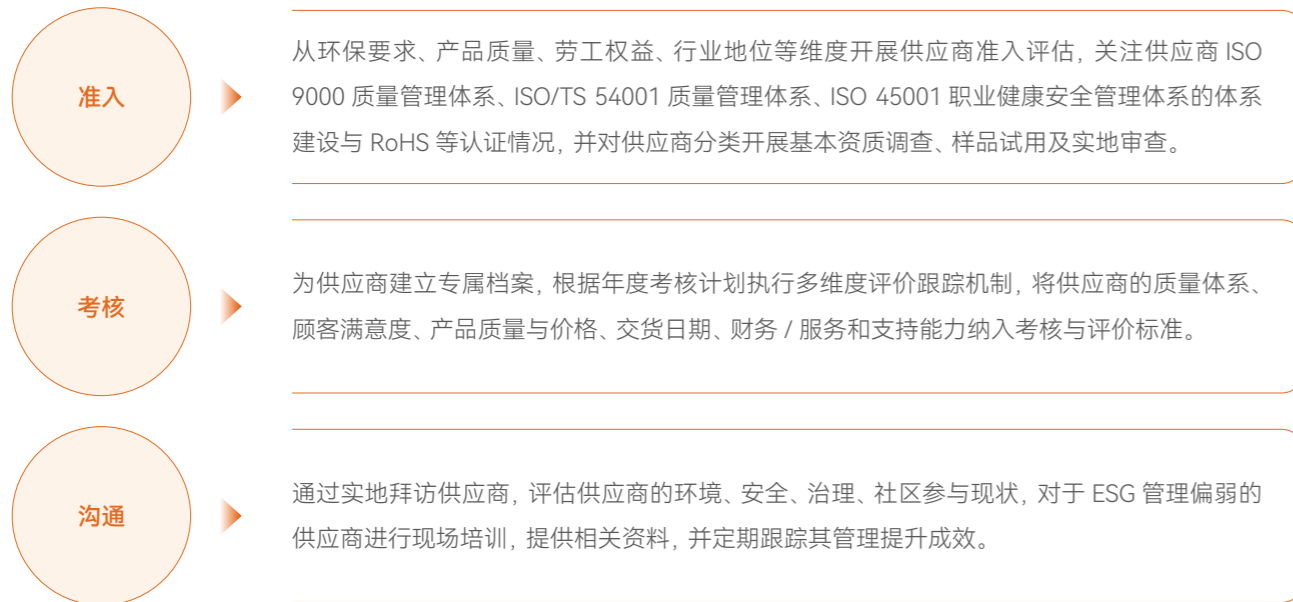 准入
从环保要求、产品质量、劳工权益、行业地位等维度开展供应商准入评估，关注供应商 ISO
9000 质量管理体系、ISO/TS 54001 质量管理体系、ISO 45001 职业健康安全管理体系的体系
建设与 RoHS 等认证情况，并对供应商分类开展基本资质调查、样品试用及实地审查。
考核
为供应商建立专属档案，根据年度考核计划执行多维度评价跟踪机制，将供应商的质量体系、
顾客满意度、产品质量与价格、交货日期、财务 / 服务和支持能力纳入考核与评价标准。
沟通
通过实地拜访供应商，评估供应商的环境、安全、治理、社区参与现状，对于 ESG 管理偏弱的
供应商进行现场培训，提供相关资料，并定期跟踪其管理提升成效。